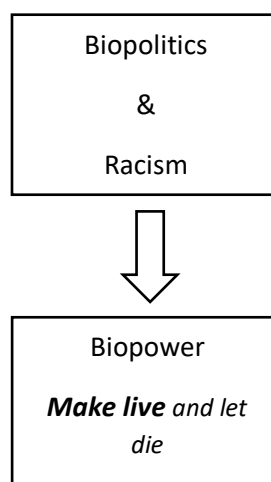 Biopolitics
&
Racism
Biopower
Make live and let
die